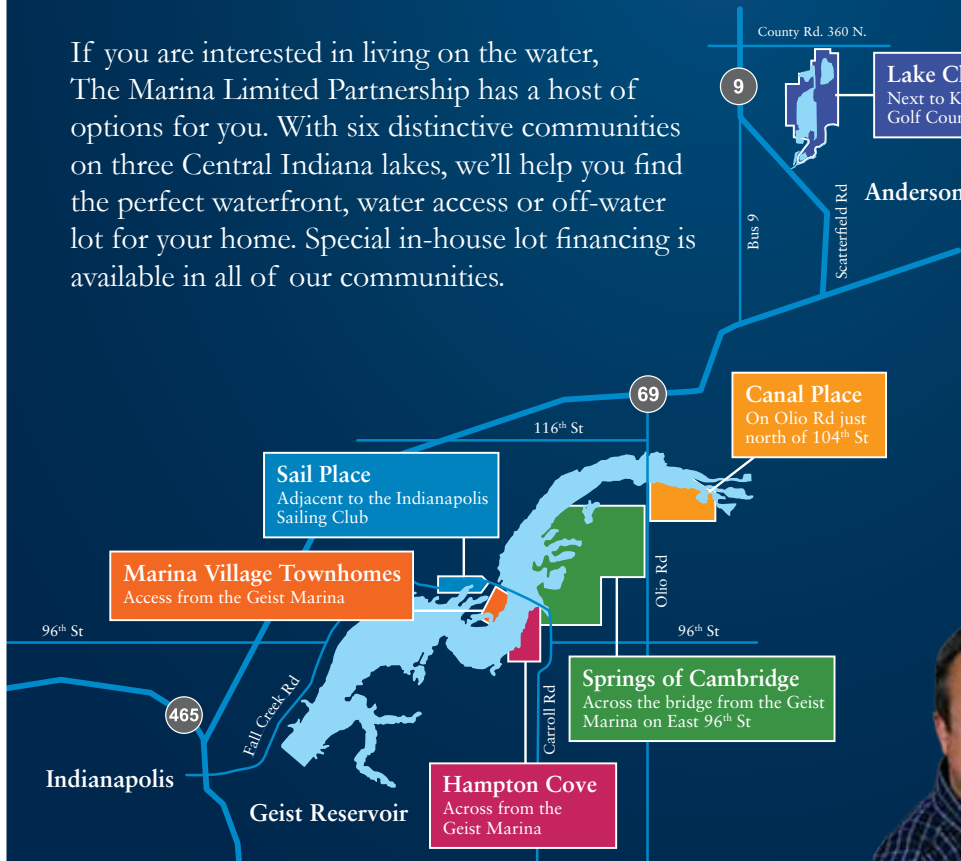 If you are interested in living on the water,
The Marina Limited Partnership has a host of
options for you. With six distinctive communities
on three Central Indiana lakes, we'll help you find
the perfect waterfront, water access or off-water
lot for your home. Special in-house lot financing is
available in all of our communities.
County Rd. 360 N.
9
Lake
Next to
Golf
Anderson
Bus 9
Scatterfield Rd
69
116th St
Canal Place
On Olio Rd just
north of 104th St
Sail Place
Adjacent to the Indianapolis
Sailing Club
Marina Village Townhomes
Access from the Geist Marina
Olio Rd
96th St
96th St
Springs of Cambridge
Across the bridge from the Geist
Marina on East 96th St
465
Fall Creek Rd
Carroll Rd
Indianapolis
Geist Reservoir
Hampton Cove
Across from the
Geist Marina